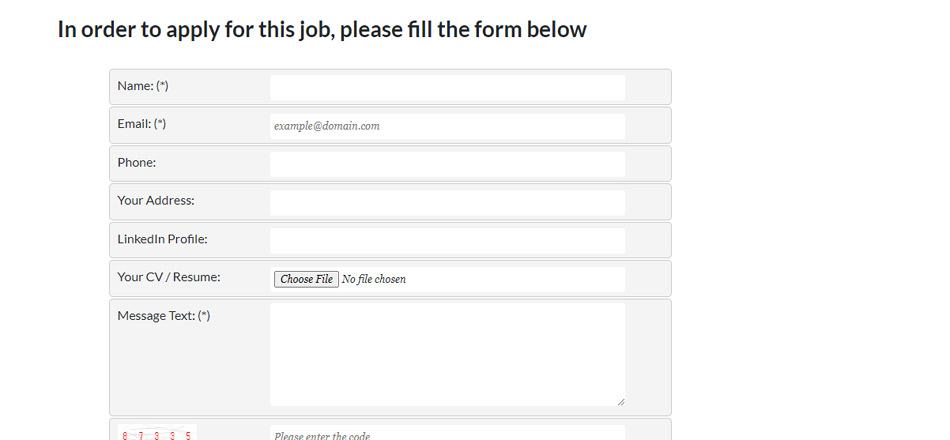 In order to apply for this job, please fill the form below
Name: (*)
Email: (*) example@domain.com
Phone:
Your Address:
LinkedIn Profile:
Your CV / Resume: Choose File No file chosen
Message Text: (*)
8 7 3 3 5 Please enter the code